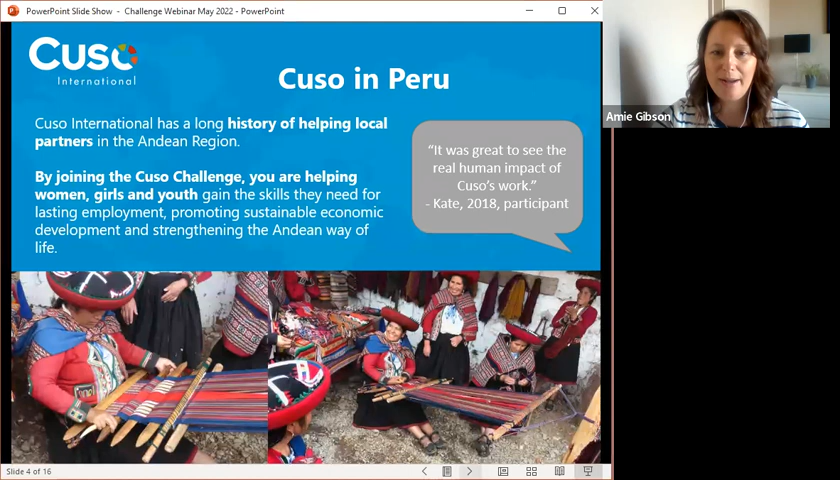 PowerPoint Slide Show - Challenge Webinar May 2022 - PowerPoint
Cuso
International
Cuso in Peru
Cuso International has a long history of helping local
partners in the Andean Region.
By joining the Cuso Challenge, you are helping
women, girls and youth gain the skills they need for
lasting employment, promoting sustainable economic
development and strengthening the Andean way of
life.
“It was great to see the
real human impact of
Cuso’s work.”
- Kate, 2018, participant
Amie Gibson
Slide 4 of 16